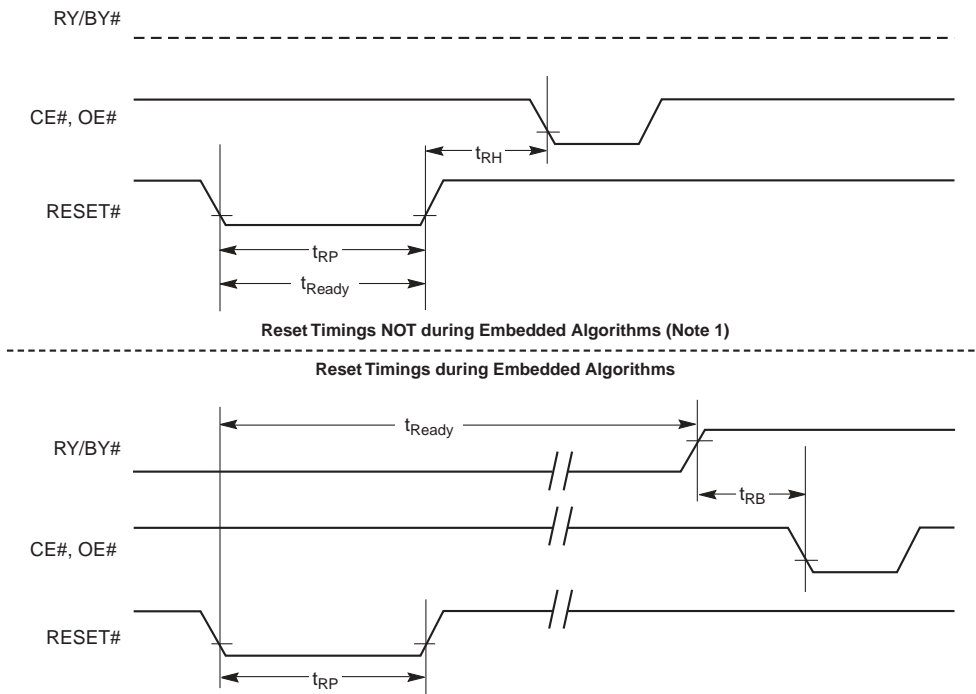 RY/BY#
CE#, OE#
tRH
RESET#
tRP
tReady
Reset Timings NOT during Embedded Algorithms (Note 1)
Reset Timings during Embedded Algorithms
tReady
RY/BY#
tRB
CE#, OE#
RESET#
tRP